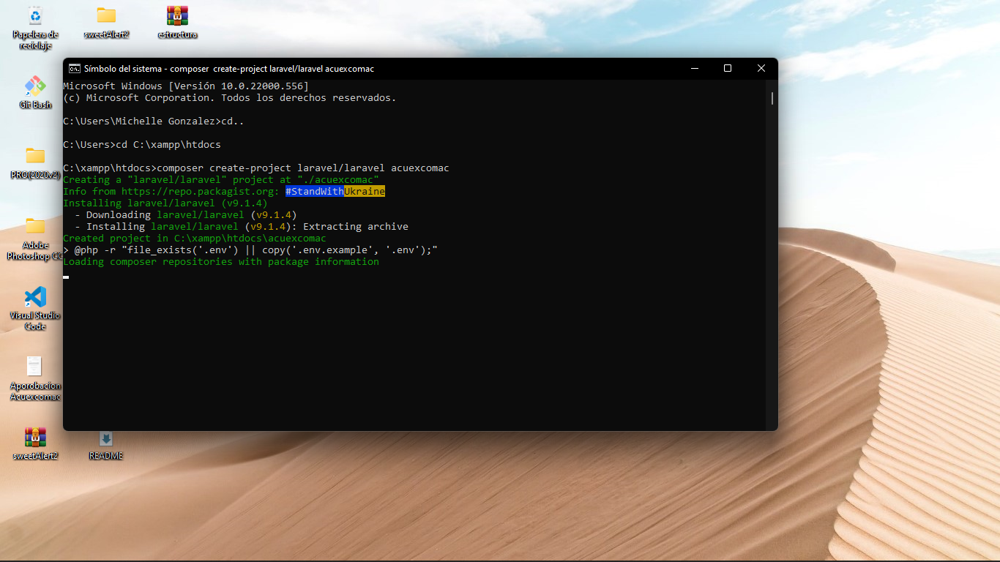 Papelera de
reciclaje
sweetAlert2
estructura
Git Bash
PRO(2020v2)
Adobe
Photoshop CC
Visual Studio
Code
Aporobacion
Acuexcomac
sweetAlert2
README
Símbolo del sistema - composer  create-project laravel/laravel acuexcomac
Microsoft Windows [Versión 10.0.22000.556]
(c) Microsoft Corporation. Todos los derechos reservados.
C:\Users\Michelle Gonzalez>cd..
C:\Users>cd C:\xampp\htdocs
C:\xampp\htdocs>composer create-project laravel/laravel acuexcomac
Creating a "laravel/laravel" project at "./acuexcomac"
Info from https://repo.packagist.org: #StandWithUkraine
Installing laravel/laravel (v9.1.4)
  - Downloading laravel/laravel (v9.1.4)
  - Installing laravel/laravel (v9.1.4): Extracting archive
Created project in C:\xampp\htdocs\acuexcomac
> @php -r "file_exists('.env') || copy('.env.example', '.env');"
Loading composer repositories with package information